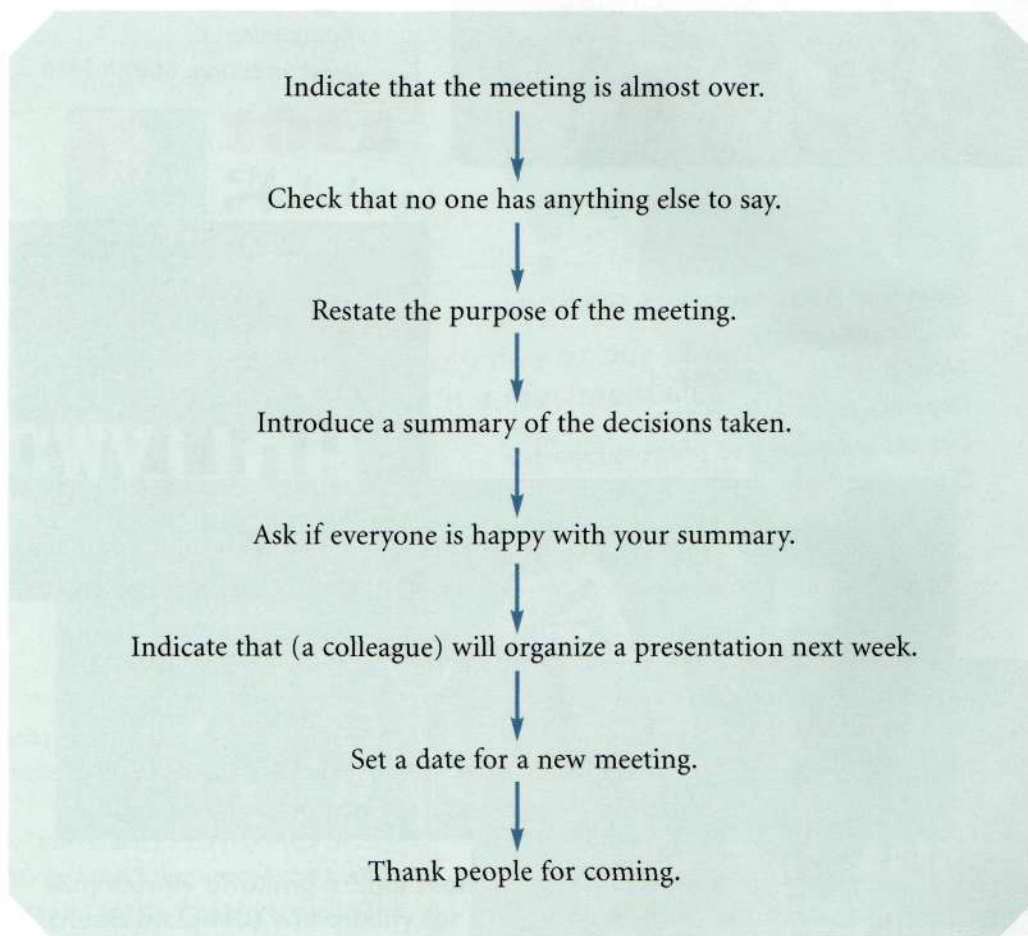 Indicate that the meeting is almost over.
Check that no one has anything else to say.
Restate the purpose of the meeting.
Introduce a summary of the decisions taken.
Ask if everyone is happy with your summary.
Indicate that (a colleague) will organize a presentation next week.
Set a date for a new meeting.
Thank people for coming.